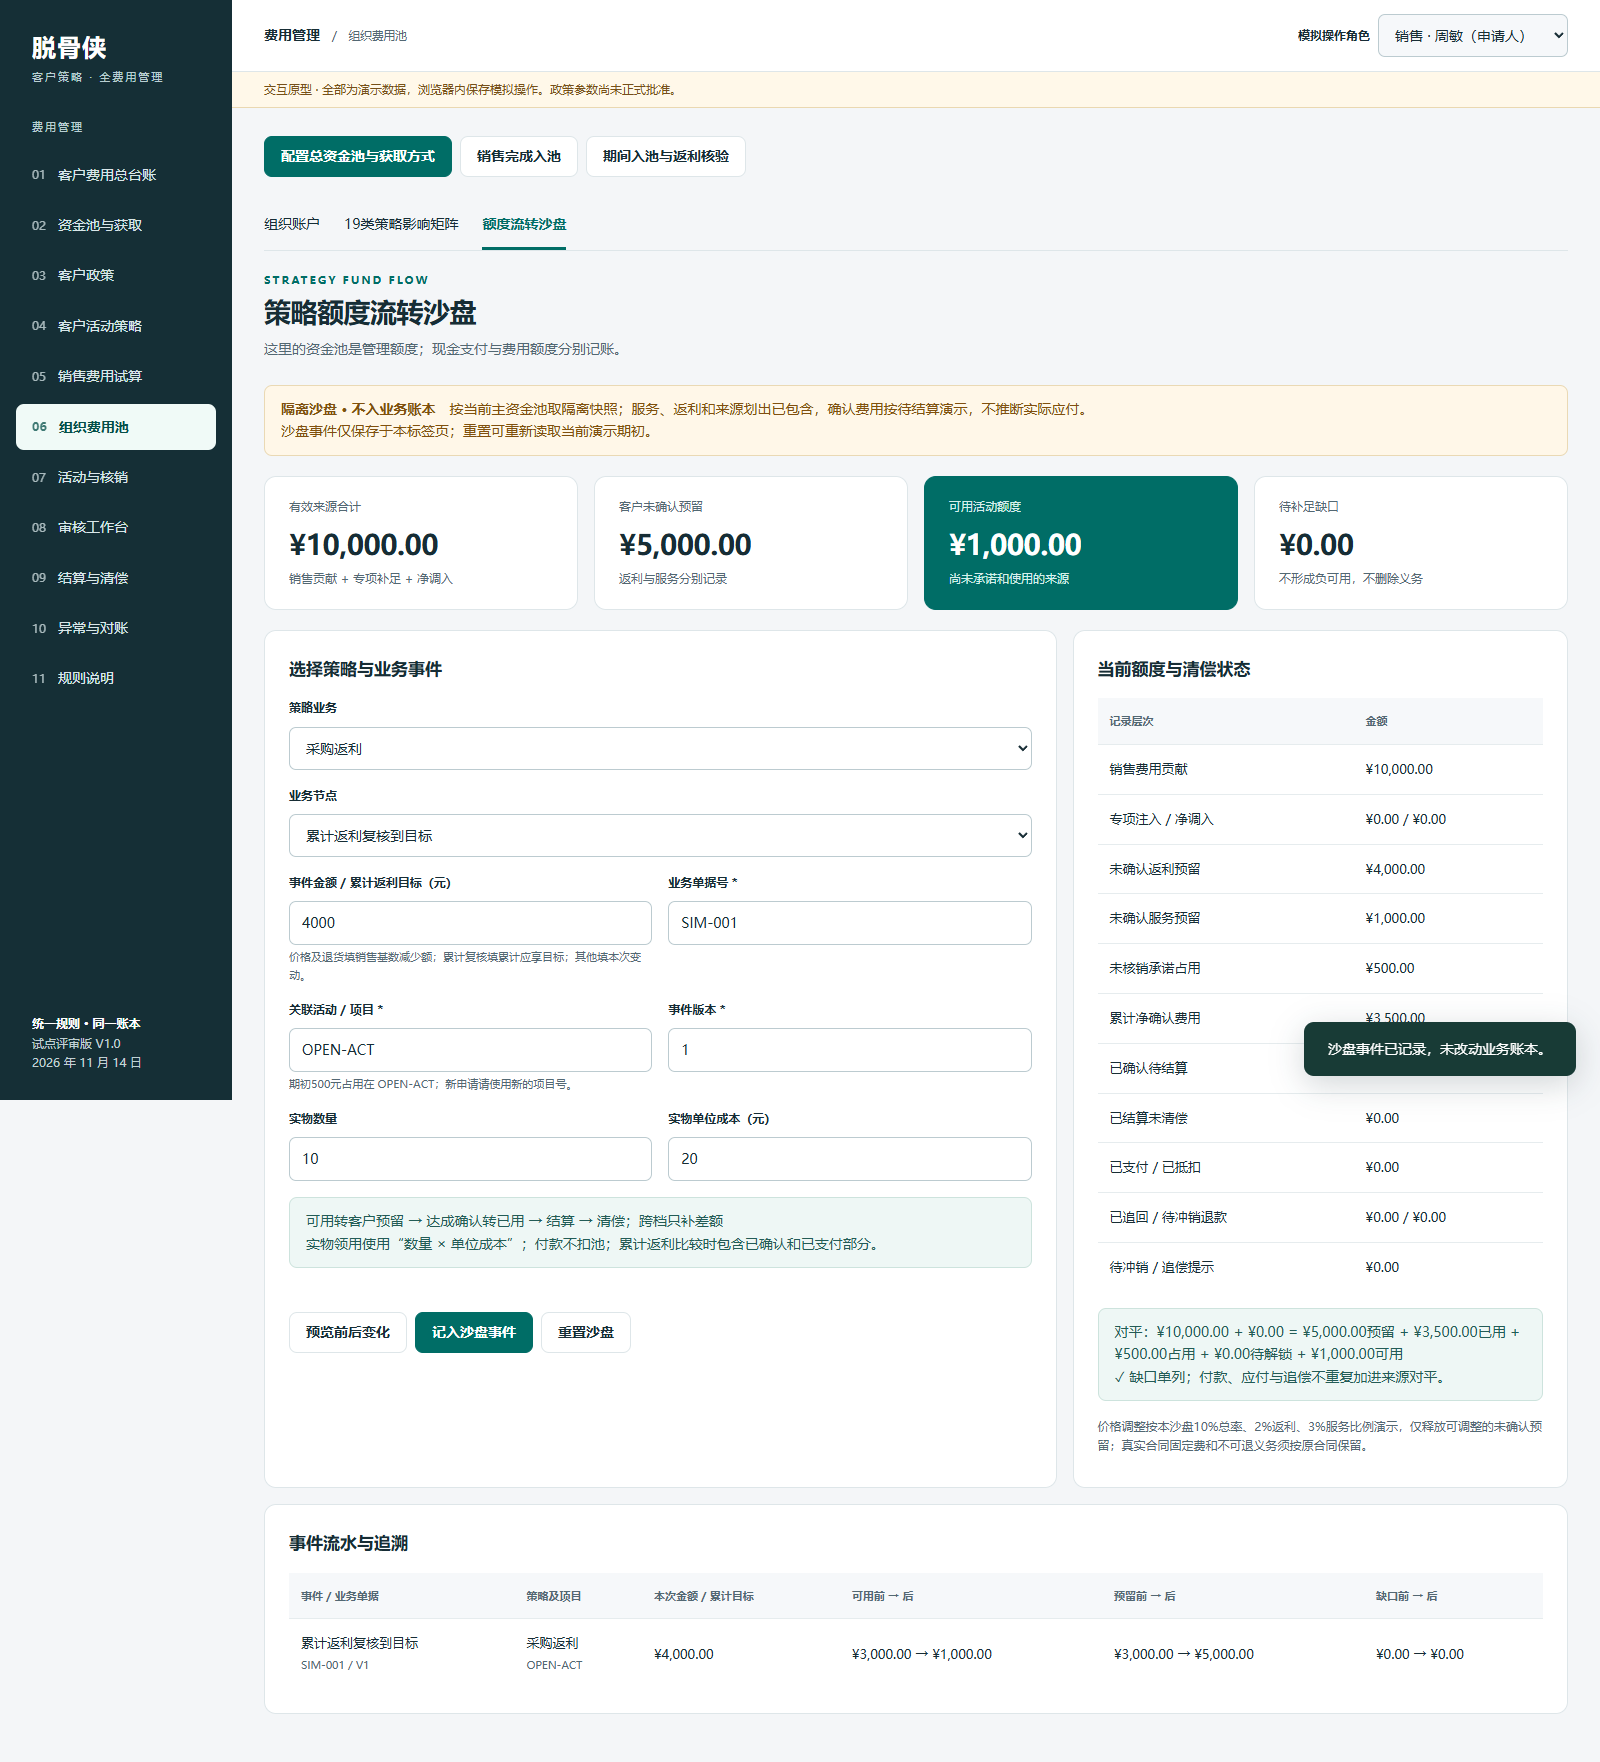 脱骨侠
客户策略 · 全费用管理
费用管理
01 客户费用总台账
02 资金池与获取
03 客户政策
04 客户活动策略
05 销售费用试算
06 组织费用池
07 活动与核销
08 审核工作台
09 结算与清偿
10 异常与对账
11 规则说明
统一规则 • 同一账本
试点评审版 V1.0
2026 年 11 月 14 日
费用管理 / 组织费用池
模拟操作角色 销售 · 周敏（申请人）
交互原型 · 全部为演示数据，浏览器内保存模拟操作。政策参数尚未正式批准。
配置总资金池与获取方式 销售完成入池 期间入池与返利核验
组织账户 19类策略影响矩阵 额度流转沙盘
STRATEGY FUND FLOW
策略额度流转沙盘
这里的资金池是管理额度；现金支付与费用额度分别记账。
隔离沙盘 • 不入业务账本 按当前主资金池取隔离快照；服务、返利和来源划出已包含，确认费用按待结算演示，不推断实际应付。
沙盘事件仅保存于本标签页；重置可重新读取当前演示期初。
有效来源合计
¥10,000.00
销售贡献 + 专项补足 + 净调入
客户未确认预留
¥5,000.00
返利与服务分别记录
可用活动额度
¥1,000.00
尚未承诺和使用的来源
待补足缺口
¥0.00
不形成负可用，不删除义务
选择策略与业务事件
策略业务
采购返利
业务节点
累计返利复核到目标
事件金额 / 累计返利目标（元） 业务单据号 *
4000 SIM-001
价格及退货填销售基数减少额；累计复核填累计应享目标；其他填本次变
动。
关联活动 / 项目 * 事件版本 *
OPEN-ACT 1
期初500元占用在 OPEN-ACT；新申请请使用新的项目号。
实物数量 实物单位成本（元）
10 20
可用转客户预留 → 达成确认转已用 → 结算 → 清偿；跨档只补差额
实物领用使用“数量 × 单位成本”；付款不扣池；累计返利比较时包含已确认和已支付部分。
预览前后变化 记入沙盘事件 重置沙盘
当前额度与清偿状态
记录层次 金额
销售费用贡献 ¥10,000.00
专项注入 / 净调入 ¥0.00 / ¥0.00
未确认返利预留 ¥4,000.00
未确认服务预留 ¥1,000.00
未核销承诺占用 ¥500.00
累计净确认费用 ¥3,500.00
已确认待结算
沙盘事件已记录，未改动业务账本。
已结算未清偿 ¥0.00
已支付 / 已抵扣 ¥0.00
已追回 / 待冲销退款 ¥0.00 / ¥0.00
待冲销 / 追偿提示 ¥0.00
对平：¥10,000.00 + ¥0.00 = ¥5,000.00预留 + ¥3,500.00已用 +
¥500.00占用 + ¥0.00待解锁 + ¥1,000.00可用
✓ 缺口单列；付款、应付与追偿不重复加进来源对平。
价格调整按本沙盘10%总率、2%返利、3%服务比例演示，仅释放可调整的未确认预
留；真实合同固定费和不可退义务须按原合同保留。
事件流水与追溯
事件 / 业务单据 策略及项目 本次金额 / 累计目标 可用前 → 后 预留前 → 后 缺口前 → 后
累计返利复核到目标 采购返利 ¥4,000.00 ¥3,000.00 → ¥1,000.00 ¥3,000.00 → ¥5,000.00 ¥0.00 → ¥0.00
SIM-001 / V1 OPEN-ACT